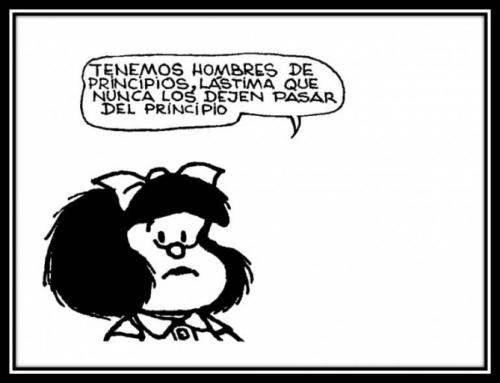 TENEMOS HOMBRES DE
PRINCIPIOS, LÁSTIMA QUE
NUNCA LOS DEJEN PASAR
DEL PRINCIPIO